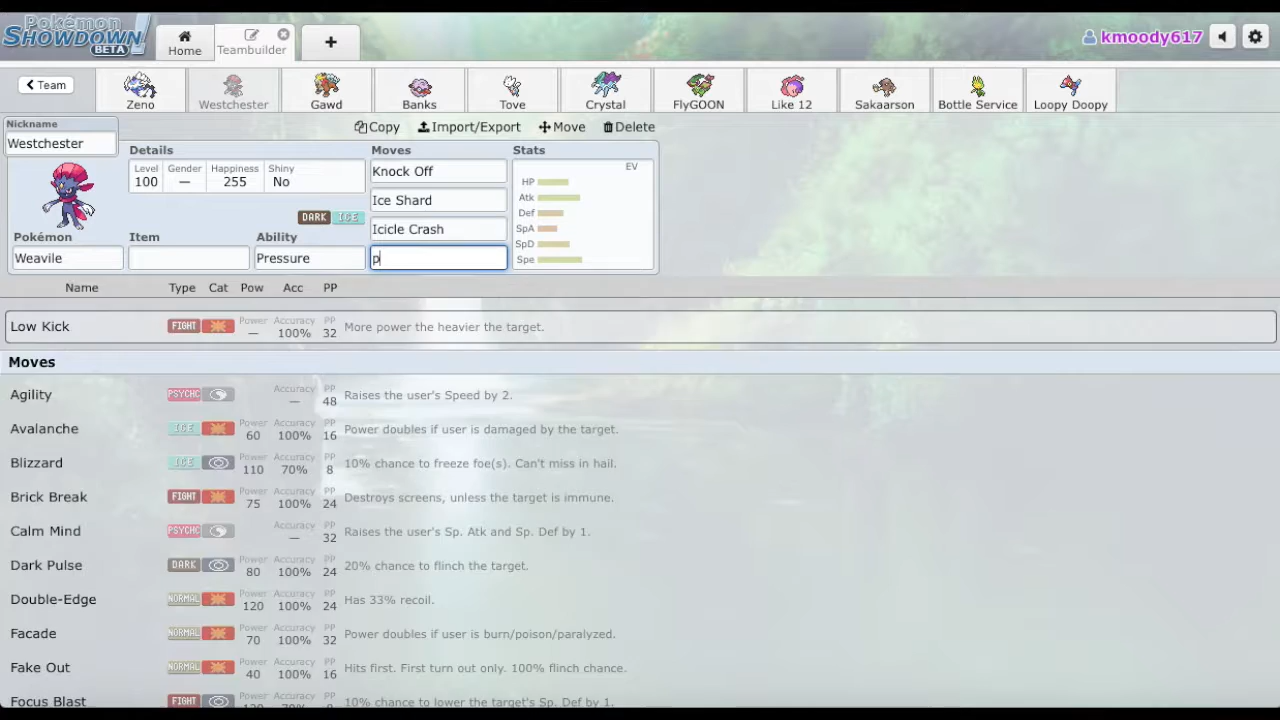 Pokémon
SHOWDOWN
BETA
Home
Teambuilder
+
kmoody617
Team
Zeno
Westchester
Gawd
Banks
Tove
Crystal
FlyGOON
Like 12
Sakaarson
Bottle Service
Loopy Doopy
Nickname
Westchester
Copy
Import/Export
Move
Delete
Details
Level Gender Happiness Shiny
100 — 255 No
DARK ICE
Pokémon Item Ability
Weavile Pressure
Moves
Knock Off
Ice Shard
Icicle Crash
p
Stats
EV
HP
Atk
Def
SpA
SpD
Spe
Name Type Cat Pow Acc PP
Low Kick FIGHT Power — Accuracy 100% PP 32 More power the heavier the target.
Moves
Agility PSYCHC Accuracy — PP 48 Raises the user's Speed by 2.
Avalanche ICE Power 60 Accuracy 100% PP 16 Power doubles if user is damaged by the target.
Blizzard ICE Power 110 Accuracy 70% PP 8 10% chance to freeze foe(s). Can't miss in hail.
Brick Break FIGHT Power 75 Accuracy 100% PP 24 Destroys screens, unless the target is immune.
Calm Mind PSYCHC Accuracy — PP 32 Raises the user's Sp. Atk and Sp. Def by 1.
Dark Pulse DARK Power 80 Accuracy 100% PP 24 20% chance to flinch the target.
Double-Edge NORMAL Power 120 Accuracy 100% PP 24 Has 33% recoil.
Facade NORMAL Power 70 Accuracy 100% PP 32 Power doubles if user is burn/poison/paralyzed.
Fake Out NORMAL Power 40 Accuracy 100% PP 16 Hits first. First turn out only. 100% flinch chance.
Focus Blast FIGHT Power 120 Accuracy 70% PP 8 10% chance to lower the target's Sp. Def by 1.